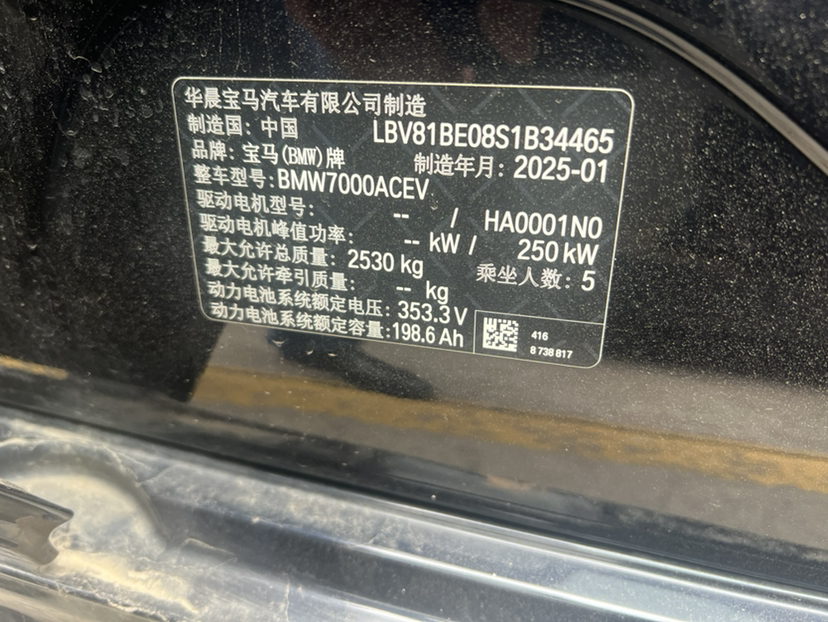 华晨宝马汽车有限公司制造
制造国: 中国 LBV81BE08S1B34465
品牌: 宝马(BMW)牌 制造年月: 2025-01
整车型号: BMW7000ACEV
驱动电机型号: -- / HA0001N0
驱动电机峰值功率: -- kW / 250 kW
最大允许总质量: 2530 kg 乘坐人数: 5
最大允许牵引质量: -- kg
动力电池系统额定电压: 353.3 V
动力电池系统额定容量: 198.6 Ah
416
8 738 817